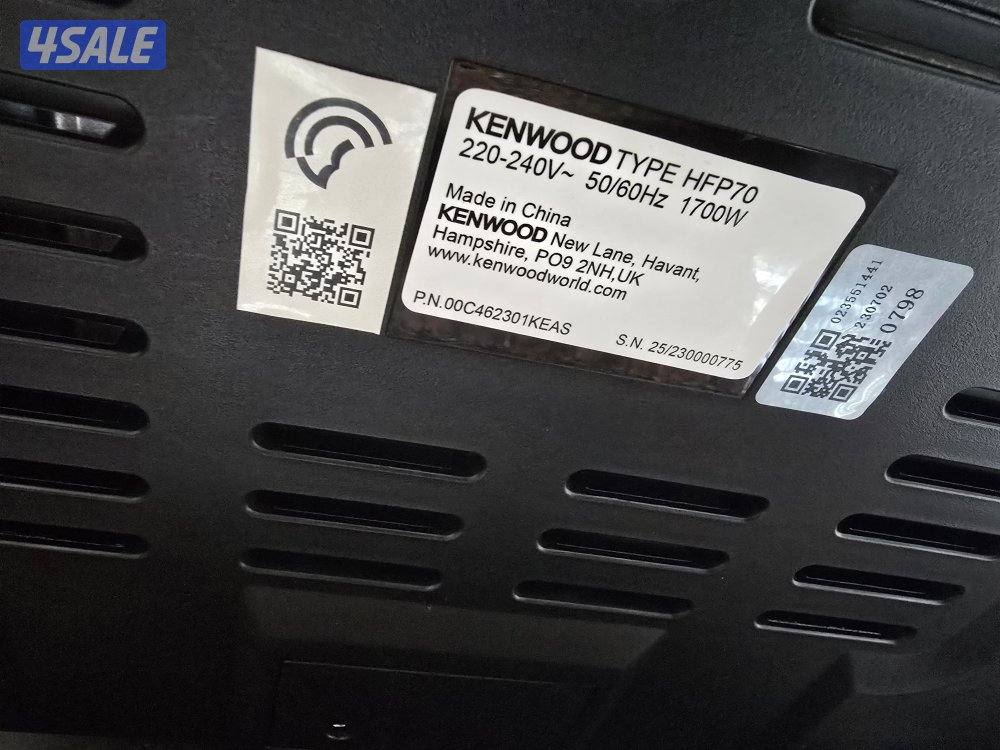 4SALE
KENWOOD TYPE HFP70
220-240V~ 50/60Hz 1700W
Made in China
KENWOOD New Lane, Havant,
Hampshire, PO9 2NH,UK
www.kenwoodworld.com
P.N.00C462301KEAS
S.N. 25/230000775
023551441
230702
0798